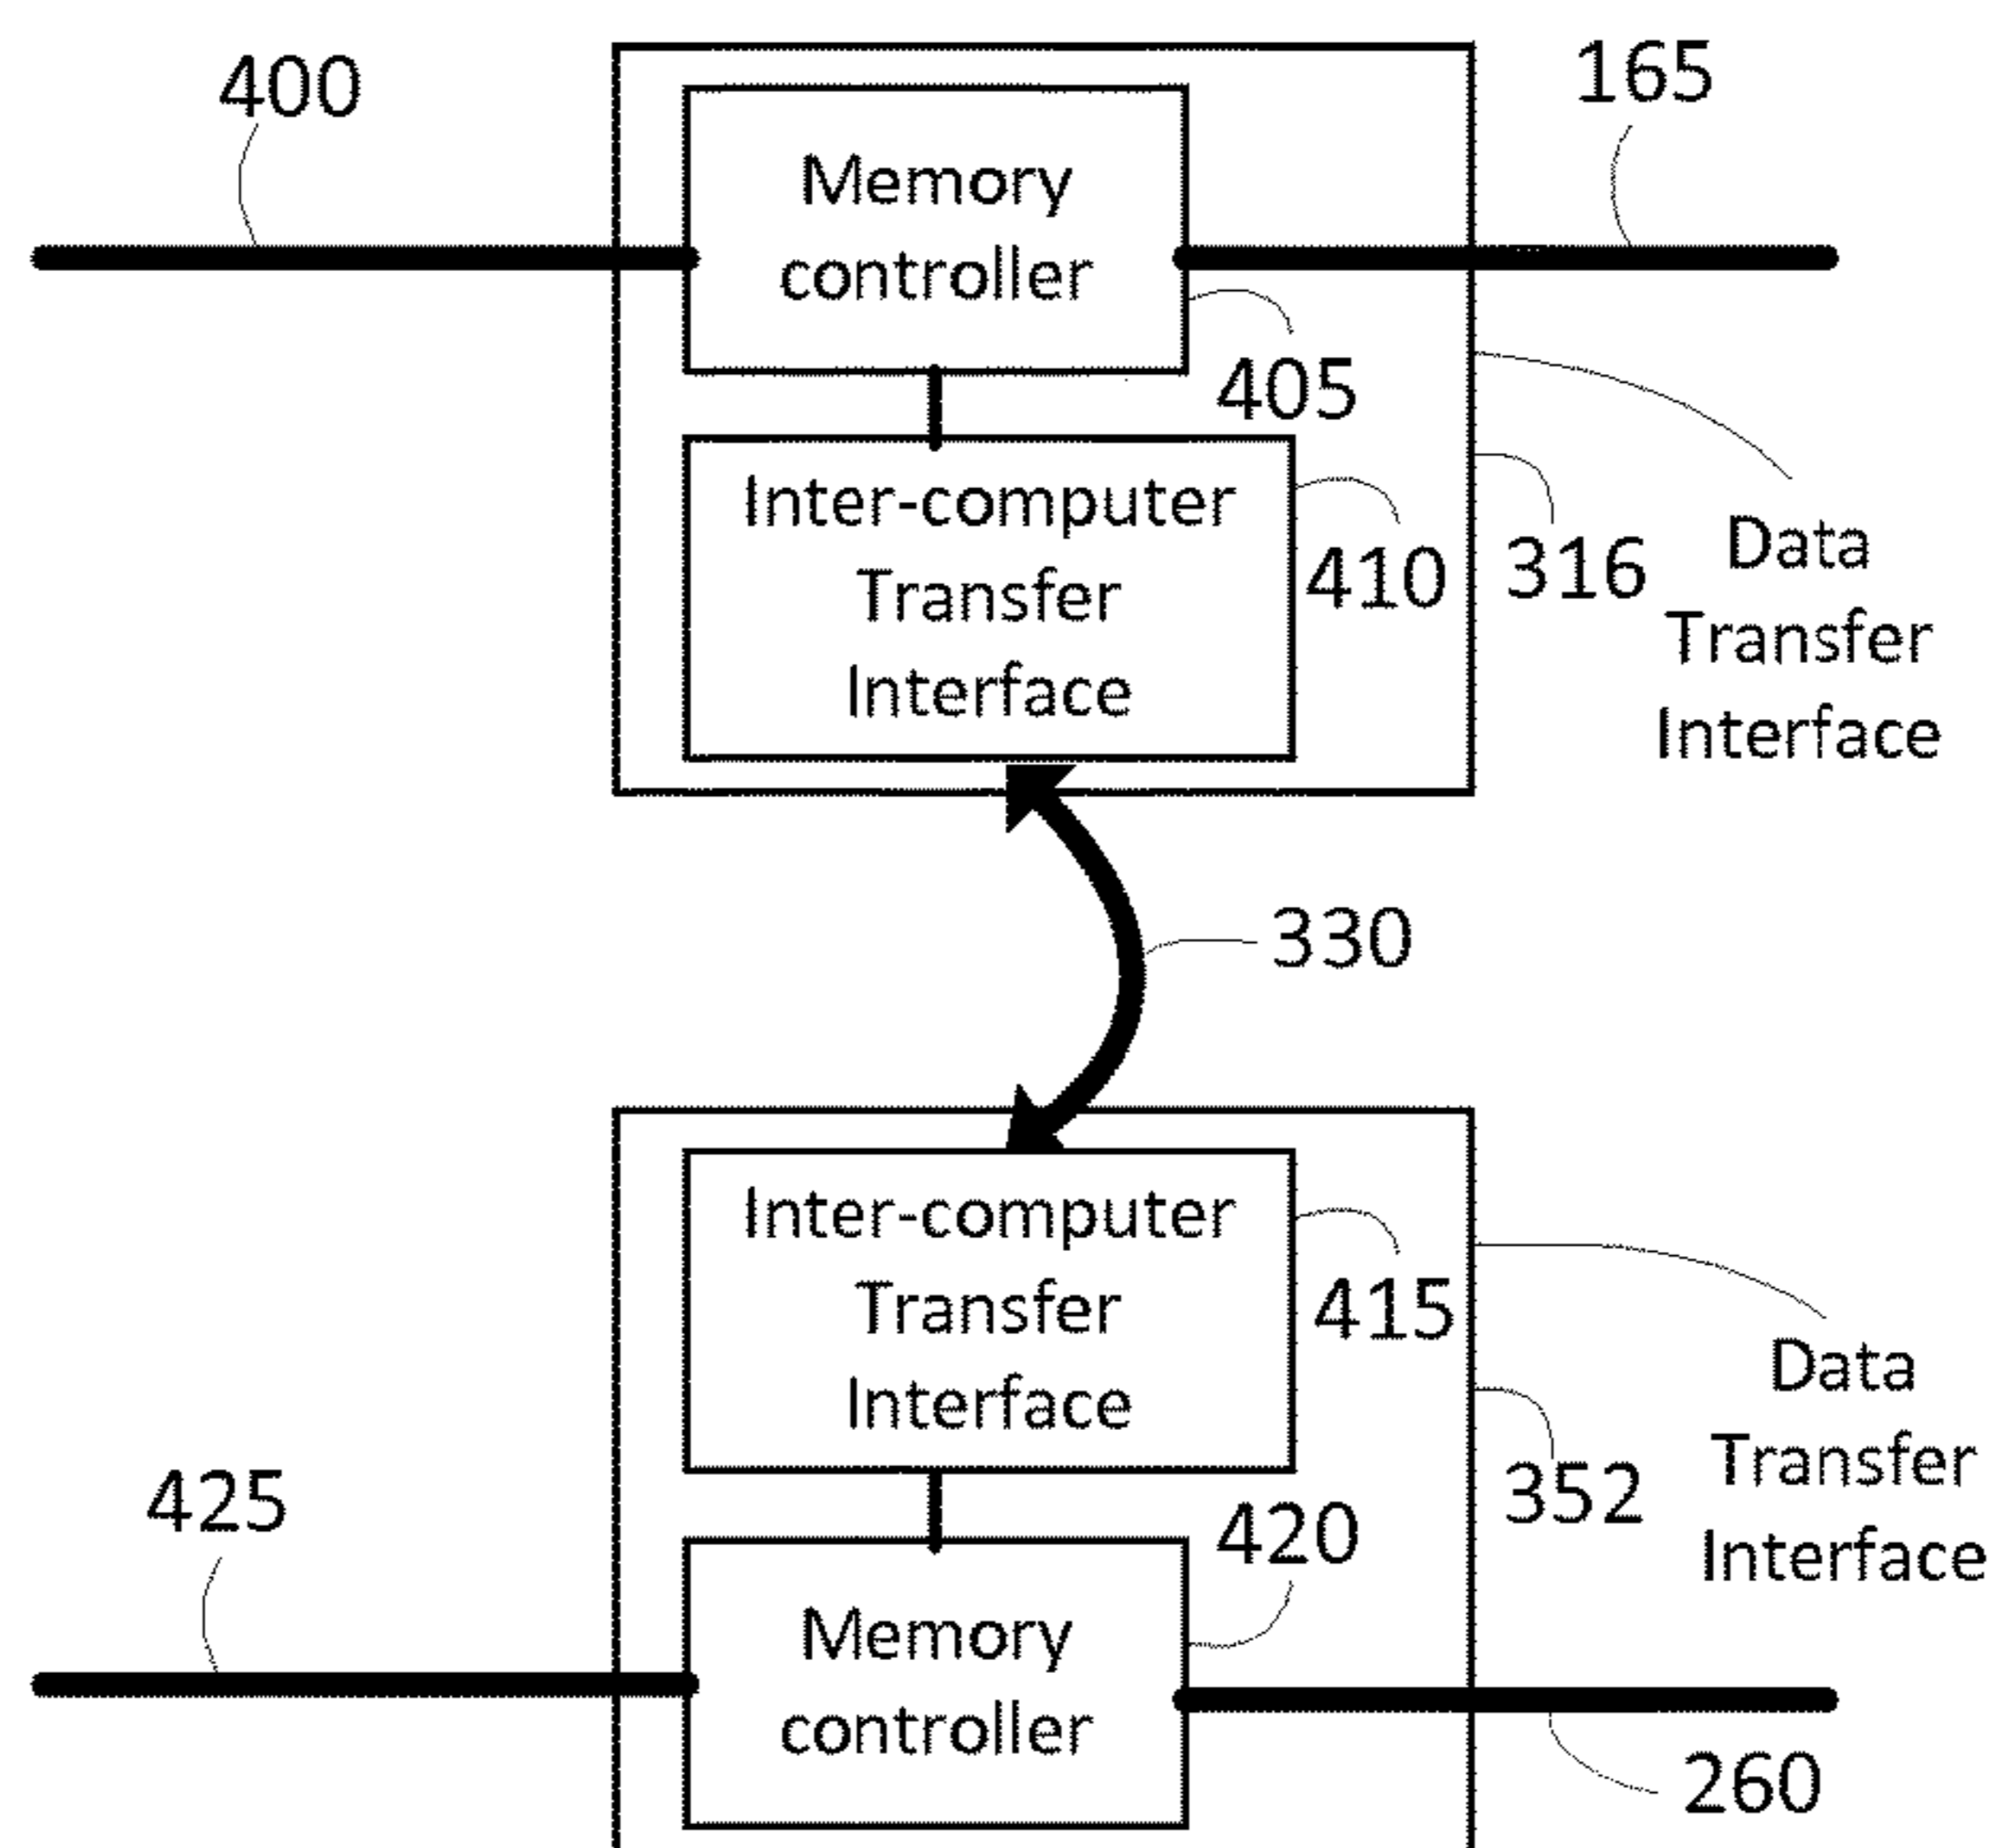 400
165
Memory
controller
405
Inter-computer
Transfer
Interface
410
316
Data
Transfer
Interface
330
Inter-computer
Transfer
Interface
415
Data
Transfer
Interface
352
425
420
Memory
controller
260